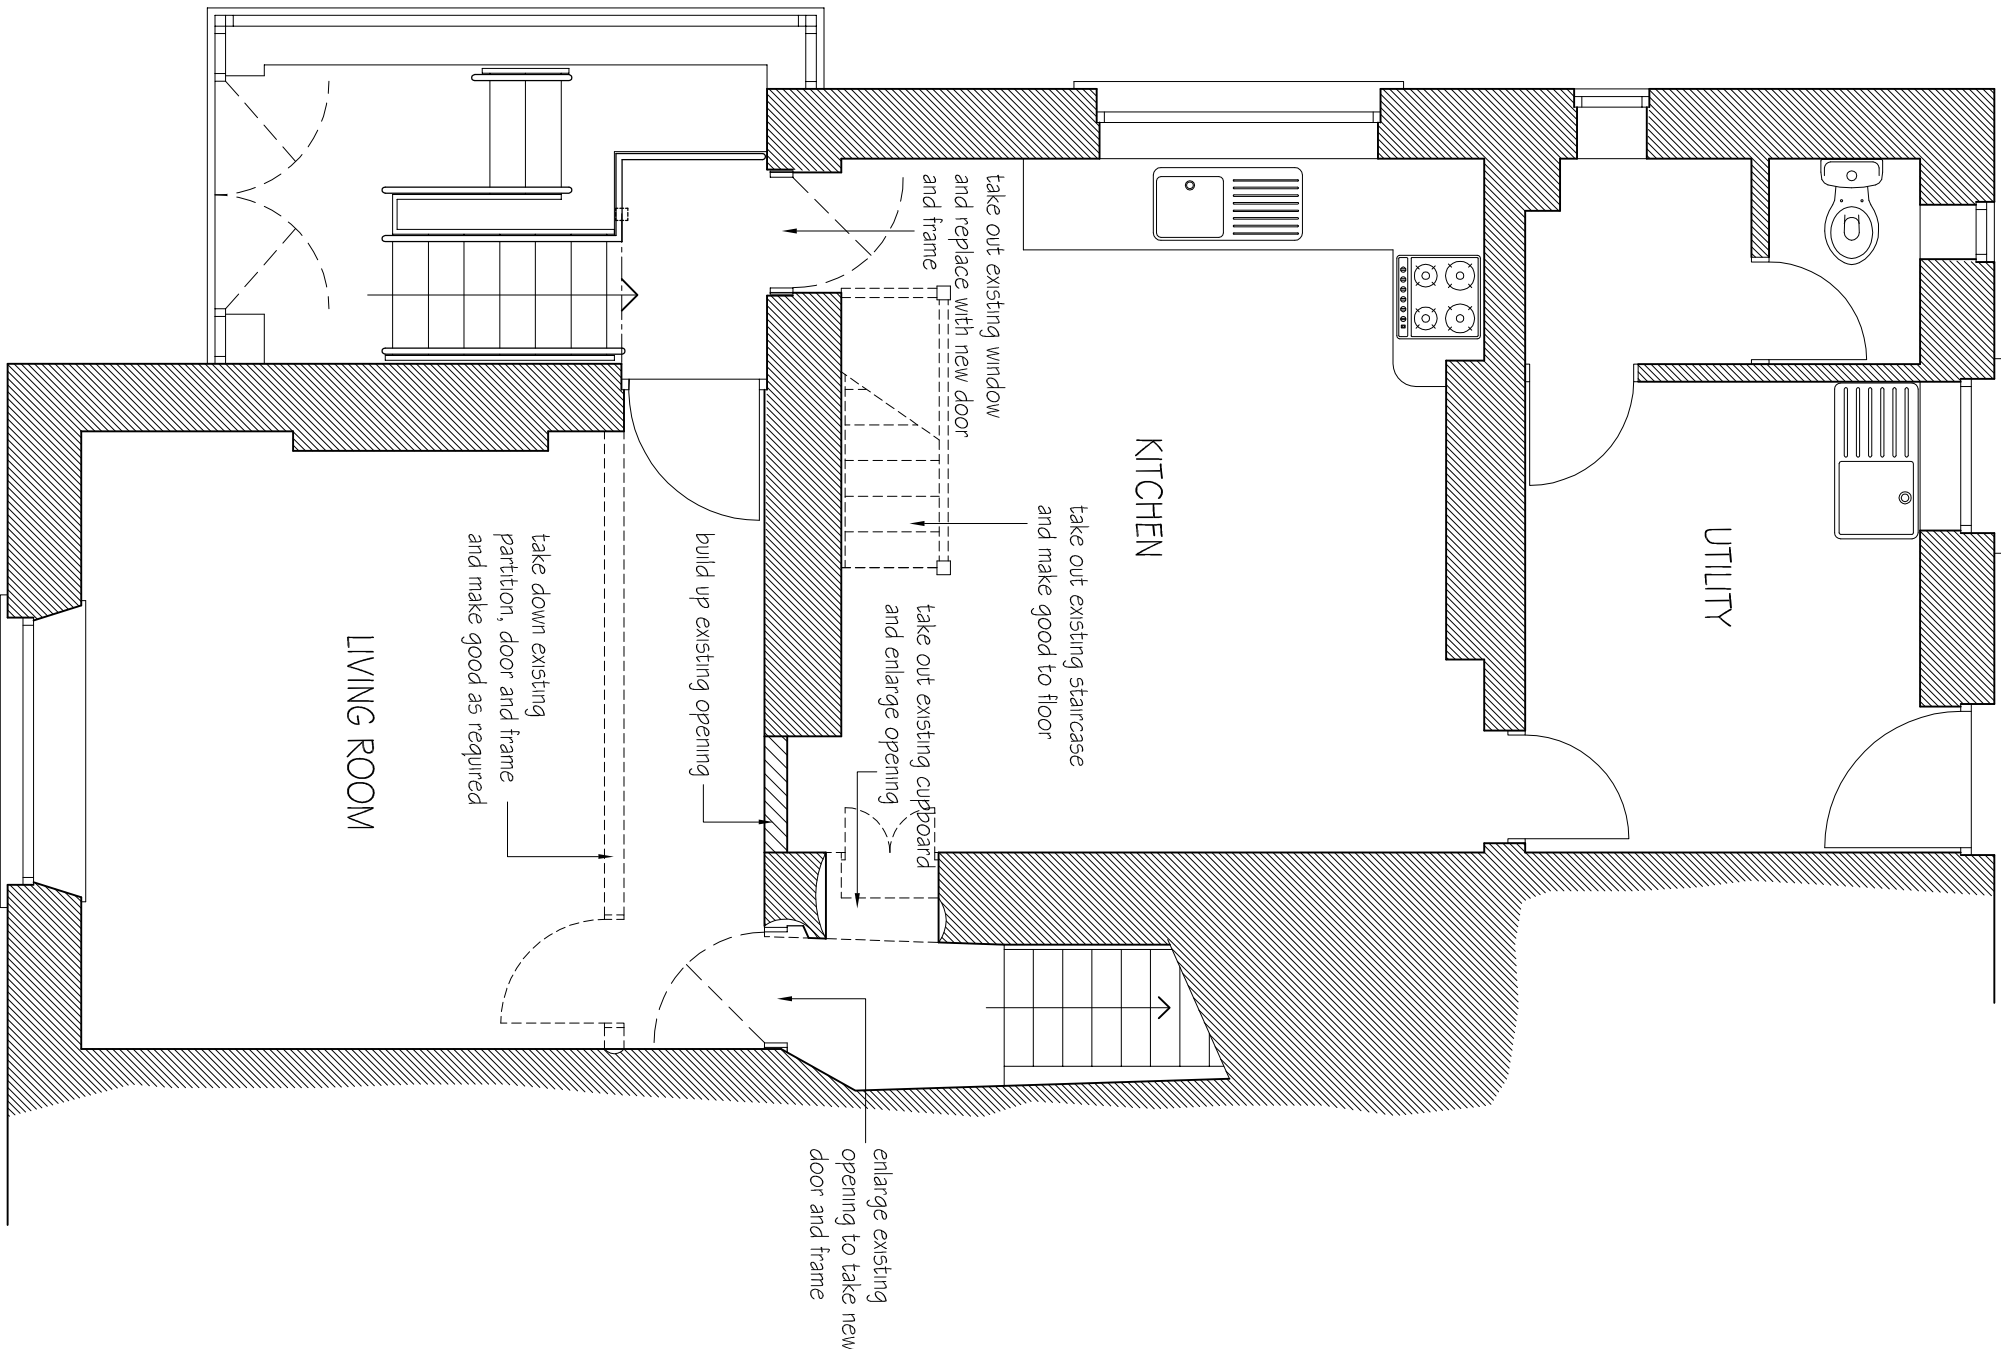 UTILITY
KITCHEN
take out existing window
and replace with new door
and frame
take out existing staircase
and make good to floor
take out existing cupboard
and enlarge opening
build up existing opening
take down existing
partition, door and frame
and make good as required
LIVING ROOM
enlarge existing
opening to take new
door and frame